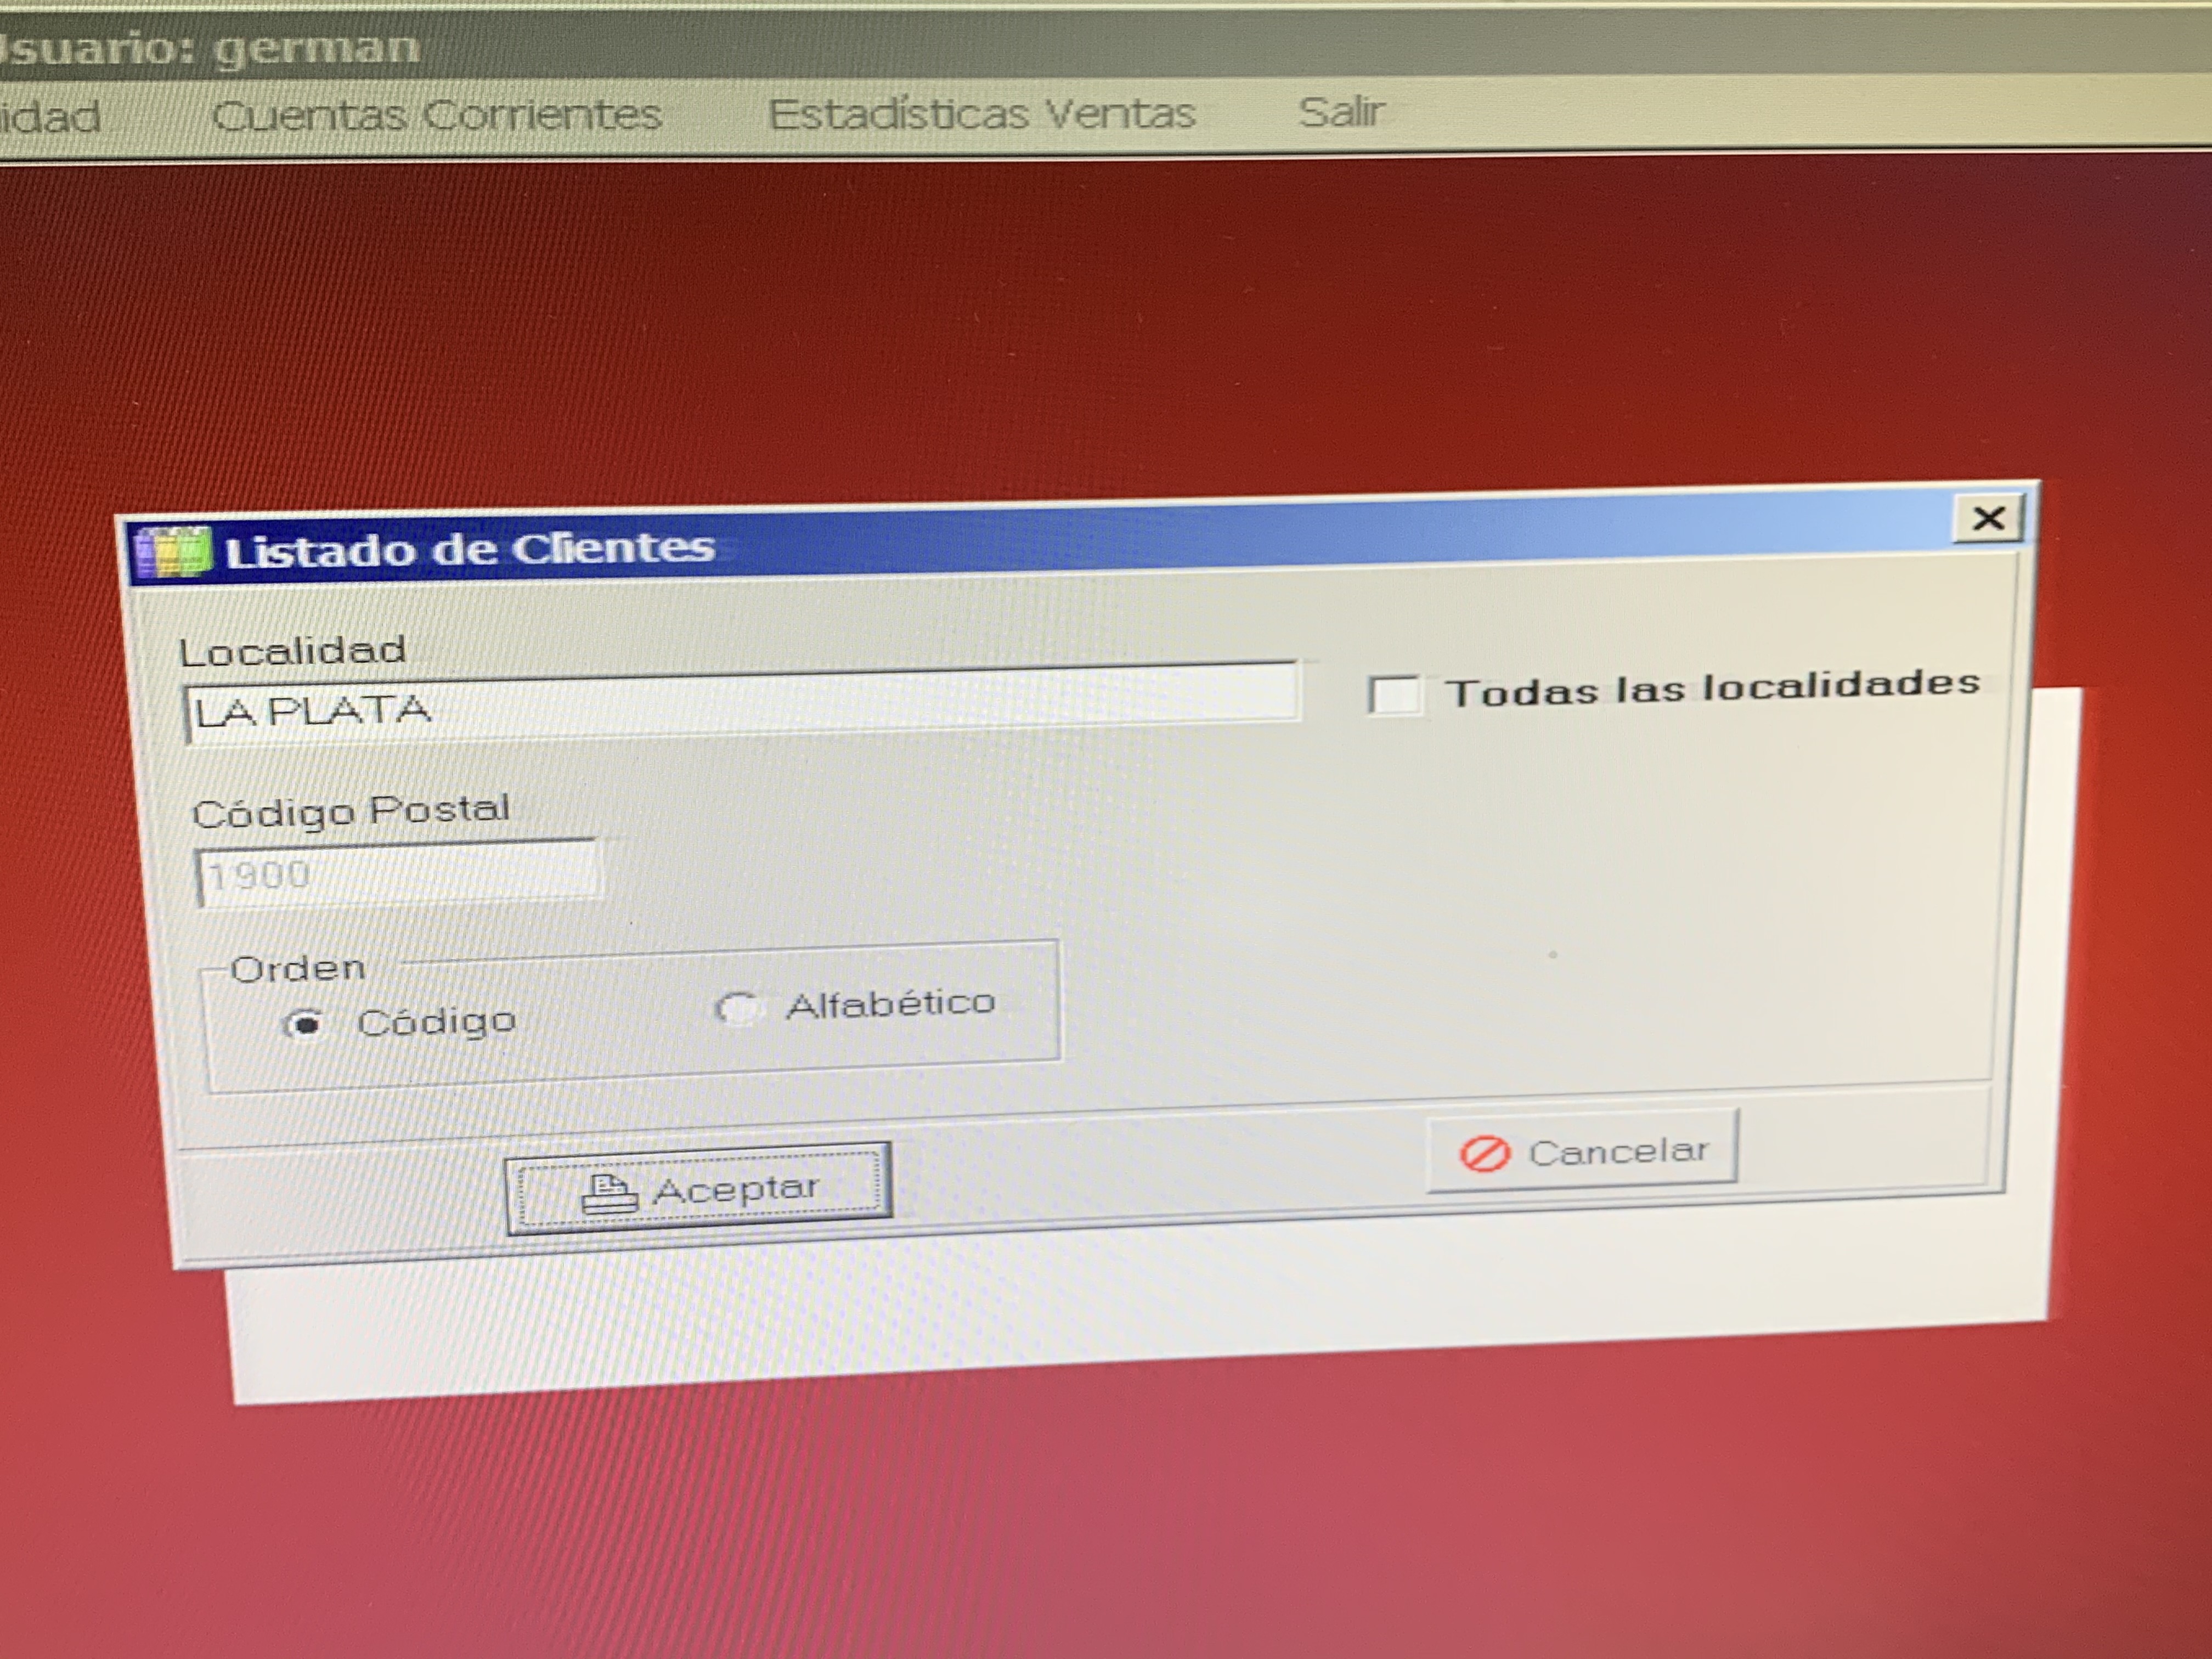 Usuario: german
idad Cuentas Corrientes Estadísticas Ventas Salir
Listado de Clientes
Localidad
LA PLATA
Todas las localidades
Código Postal
1900
Orden
Código Alfabético
Aceptar Cancelar